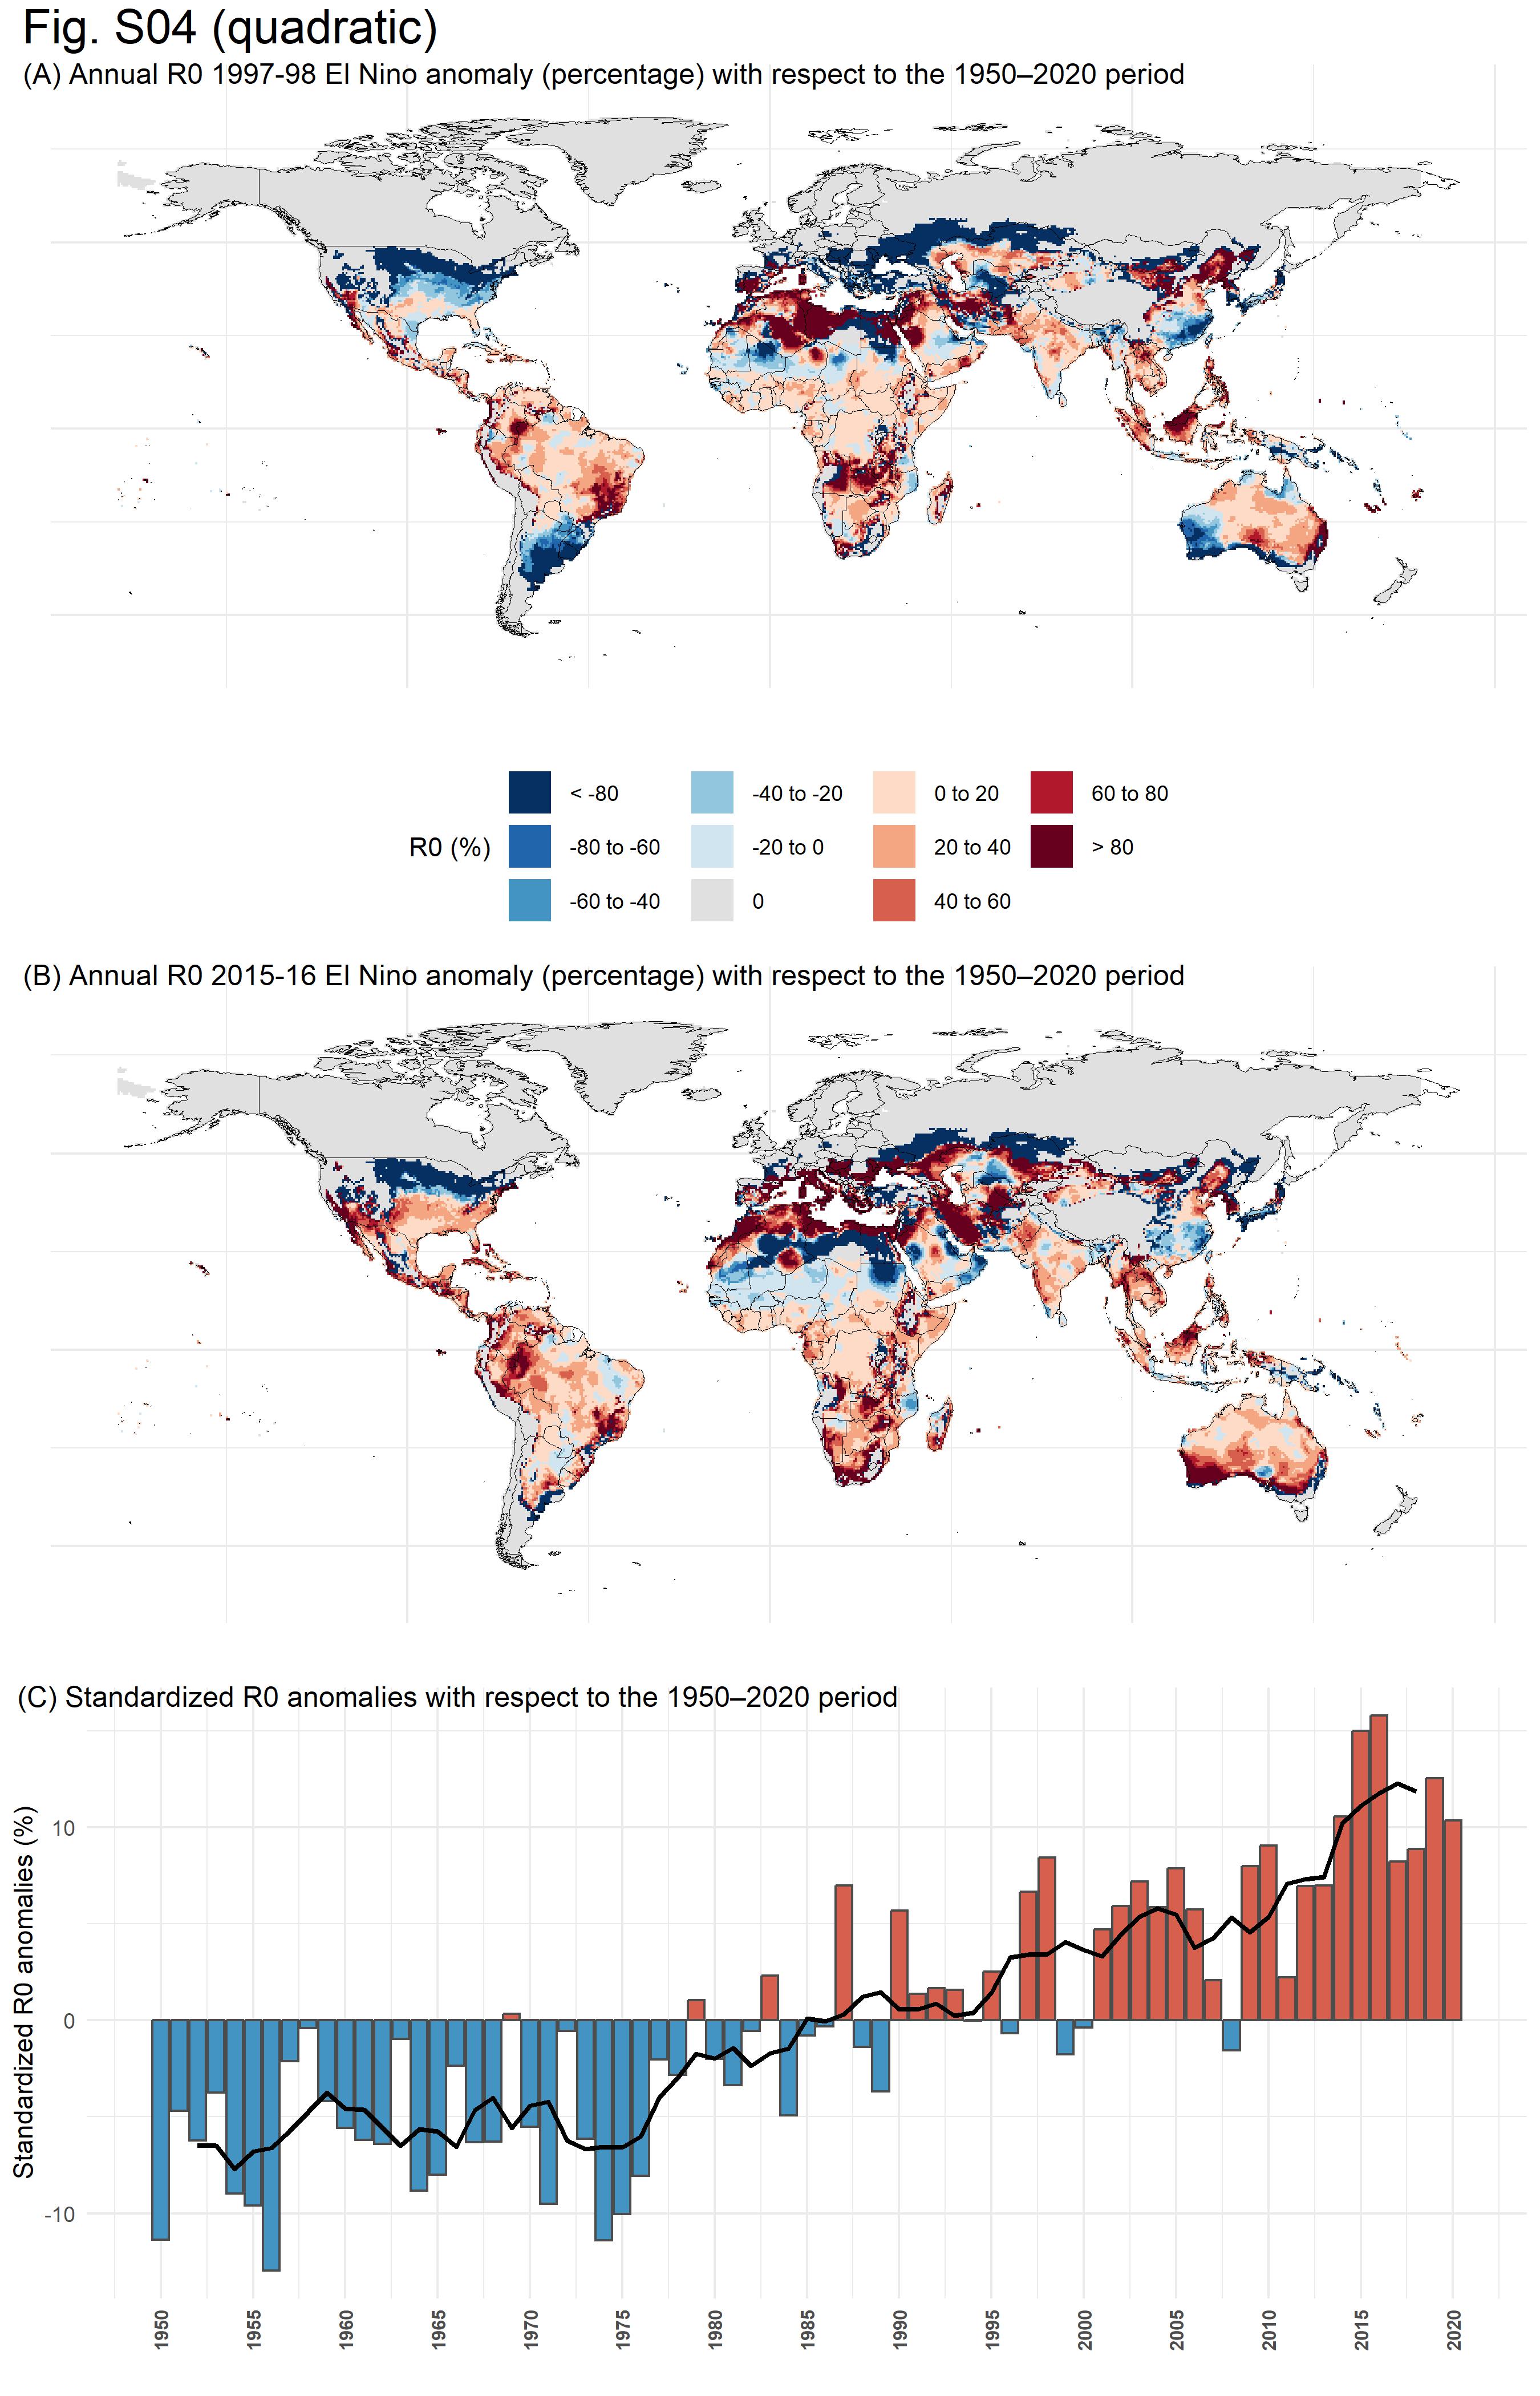 Fig. S04 (quadratic)
(A) Annual R0 1997-98 El Nino anomaly (percentage) with respect to the 1950–2020 period
R0 (%)
< -80
-80 to -60
-60 to -40
-40 to -20
-20 to 0
0
0 to 20
20 to 40
40 to 60
60 to 80
> 80
(B) Annual R0 2015-16 El Nino anomaly (percentage) with respect to the 1950–2020 period
(C) Standardized R0 anomalies with respect to the 1950–2020 period
Standardized R0 anomalies (%)
10
0
-10
1950
1955
1960
1965
1970
1975
1980
1985
1990
1995
2000
2005
2010
2015
2020